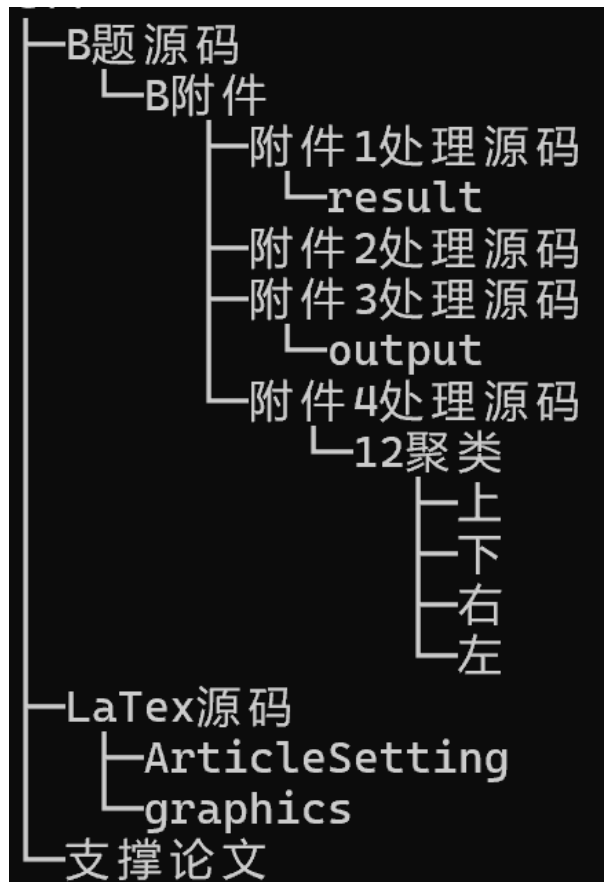 B题源码
B附件
附件1处理源码
result
附件2处理源码
附件3处理源码
output
附件4处理源码
12聚类
上
下
右
左
LaTex源码
ArticleSetting
graphics
支撑论文